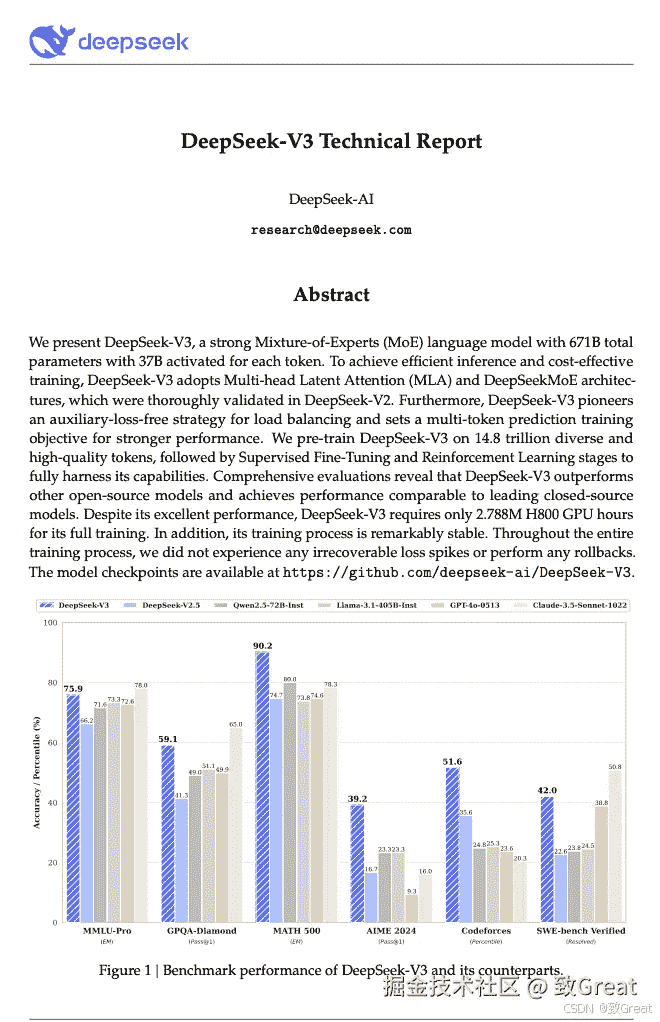 deepseek
DeepSeek-V3 Technical Report
DeepSeek-AI
research@deepseek.com
Abstract
We present DeepSeek-V3, a strong Mixture-of-Experts (MoE) language model with 671B total
parameters with 37B activated for each token. To achieve efficient inference and cost-effective
training, DeepSeek-V3 adopts Multi-head Latent Attention (MLA) and DeepSeekMoE architec-
tures, which were thoroughly validated in DeepSeek-V2. Furthermore, DeepSeek-V3 pioneers
an auxiliary-loss-free strategy for load balancing and sets a multi-token prediction training
objective for stronger performance. We pre-train DeepSeek-V3 on 14.8 trillion diverse and
high-quality tokens, followed by Supervised Fine-Tuning and Reinforcement Learning stages to
fully harness its capabilities. Comprehensive evaluations reveal that DeepSeek-V3 outperforms
other open-source models and achieves performance comparable to leading closed-source
models. Despite its excellent performance, DeepSeek-V3 requires only 2.788M H800 GPU hours
for its full training. In addition, its training process is remarkably stable. Throughout the entire
training process, we did not experience any irrecoverable loss spikes or perform any rollbacks.
The model checkpoints are available at https://github.com/deepseek-ai/DeepSeek-V3.
DeepSeek-V3 DeepSeek-V2.5 Qwen2.5-72B-Inst Llama-3.1-405B-Inst GPT-4o-0513 Claude-3.5-Sonnet-1022
Accuracy / Percentile (%)
100
80
60
40
20
0
75.9 66.2 71.6 73.3 72.6 78.0
59.1 41.3 49.0 51.1 49.9 65.0
90.2 74.7 80.0 73.8 74.6 78.3
39.2 16.7 23.3 23.3 9.3 16.0
51.6 35.6 24.8 25.3 23.6 20.3
42.0 22.6 23.8 24.5 38.8 50.8
MMLU-Pro GPQA-Diamond MATH 500 AIME 2024 Codeforces SWE-bench Verified
(EM) (Pass@1) (EM) (Pass@1) (Percentile) (Resolved)
Figure 1 | Benchmark performance of DeepSeek-V3 and its counterparts.
掘金技术社区 @ 致Great
CSDN @致Great